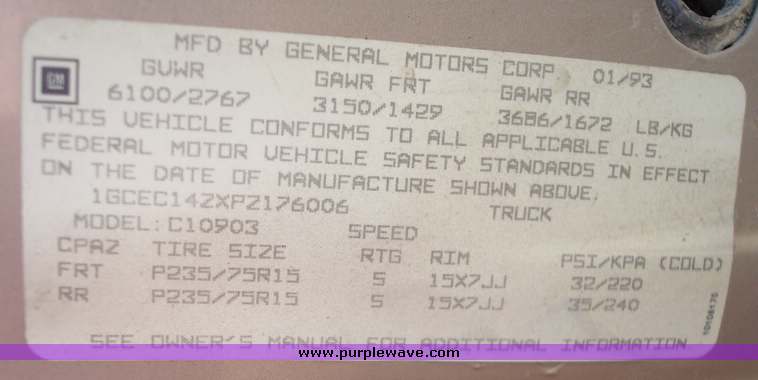 MFD BY GENERAL MOTORS CORP 01/93
GM
GVWR GAWR FRT GAWR RR
6100/2767 3150/1429 3686/1672 LB/KG
THIS VEHICLE CONFORMS TO ALL APPLICABLE U.S.
FEDERAL MOTOR VEHICLE SAFETY STANDARDS IN EFFECT
ON THE DATE OF MANUFACTURE SHOWN ABOVE.
1GCEC14ZXPZ176006 TRUCK
MODEL: C10903 SPEED
CPAZ TIRE SIZE RTG RIM PSI/KPA (COLD)
FRT P235/75R15 S 15X7JJ 32/220
RR P235/75R15 S 15X7JJ 35/240
SEE OWNER'S MANUAL FOR ADDITIONAL INFORMATION
www.purplewave.com